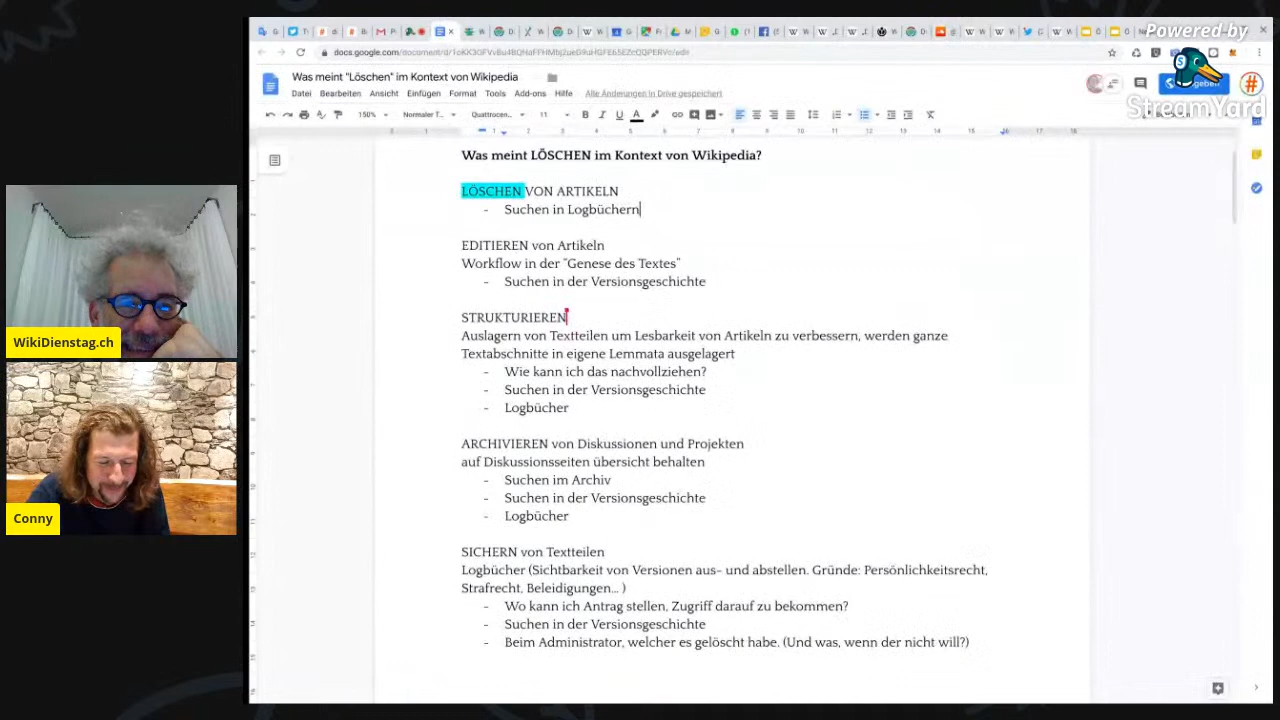 Powered by
StreamYard
docs.google.com
Was meint "Löschen" im Kontext von Wikipedia
Datei Bearbeiten Ansicht Einfügen Format Tools Add-ons Hilfe Alle Änderungen in Drive gespeichert
150% Normaler T... Quattrocen... 11
Was meint LÖSCHEN im Kontext von Wikipedia?
LÖSCHEN VON ARTIKELN
- Suchen in Logbüchern
EDITIEREN von Artikeln
Workflow in der "Genese des Textes"
- Suchen in der Versionsgeschichte
STRUKTURIEREN
Auslagern von Textteilen um Lesbarkeit von Artikeln zu verbessern, werden ganze
Textabschnitte in eigene Lemmata ausgelagert
- Wie kann ich das nachvollziehen?
- Suchen in der Versionsgeschichte
- Logbücher
ARCHIVIEREN von Diskussionen und Projekten
auf Diskussionsseiten übersicht behalten
- Suchen im Archiv
- Suchen in der Versionsgeschichte
- Logbücher
SICHERN von Textteilen
Logbücher (Sichtbarkeit von Versionen aus- und abstellen. Gründe: Persönlichkeitsrecht,
Strafrecht, Beleidigungen... )
- Wo kann ich Antrag stellen, Zugriff darauf zu bekommen?
- Suchen in der Versionsgeschichte
- Beim Administrator, welcher es gelöscht habe. (Und was, wenn der nicht will?)
WikiDienstag.ch
Conny